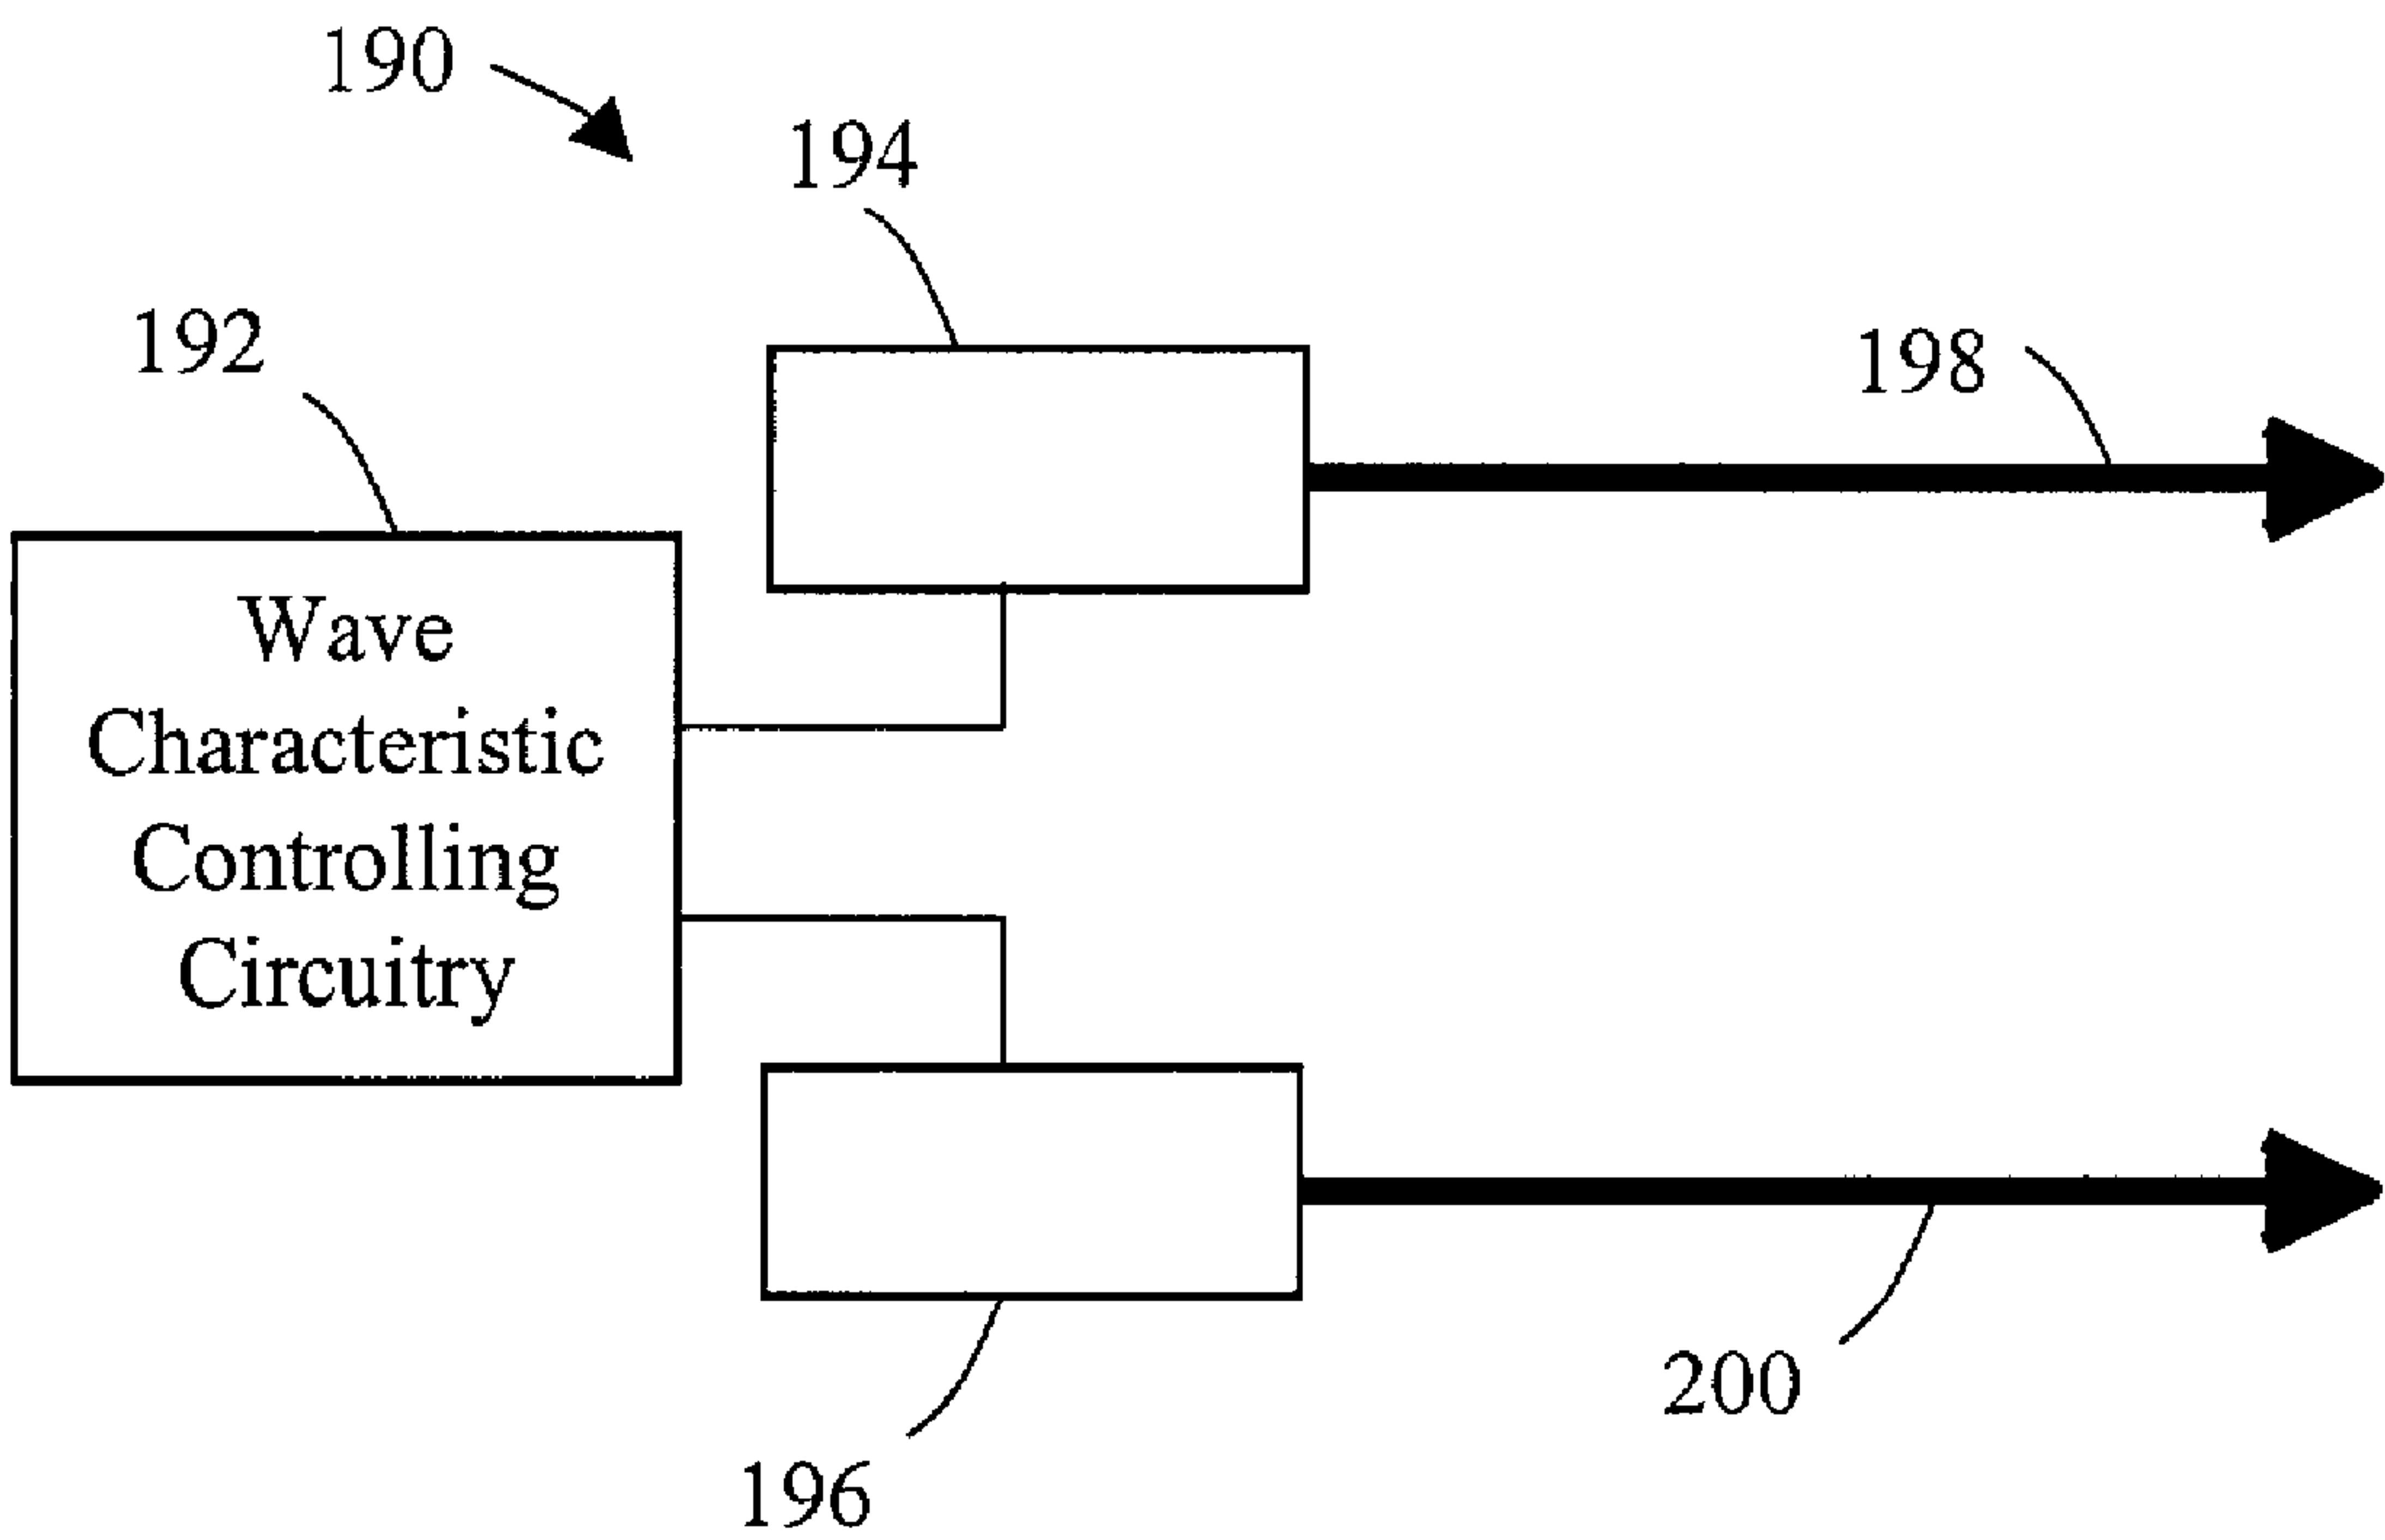 190
194
192
198
Wave
Characteristic
Controlling
Circuitry
200
196